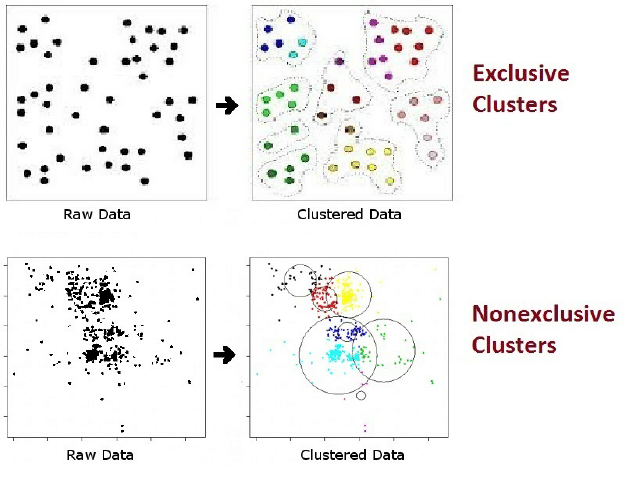 Exclusive
Clusters
Raw Data
Clustered Data
Nonexclusive
Clusters
Raw Data
Clustered Data